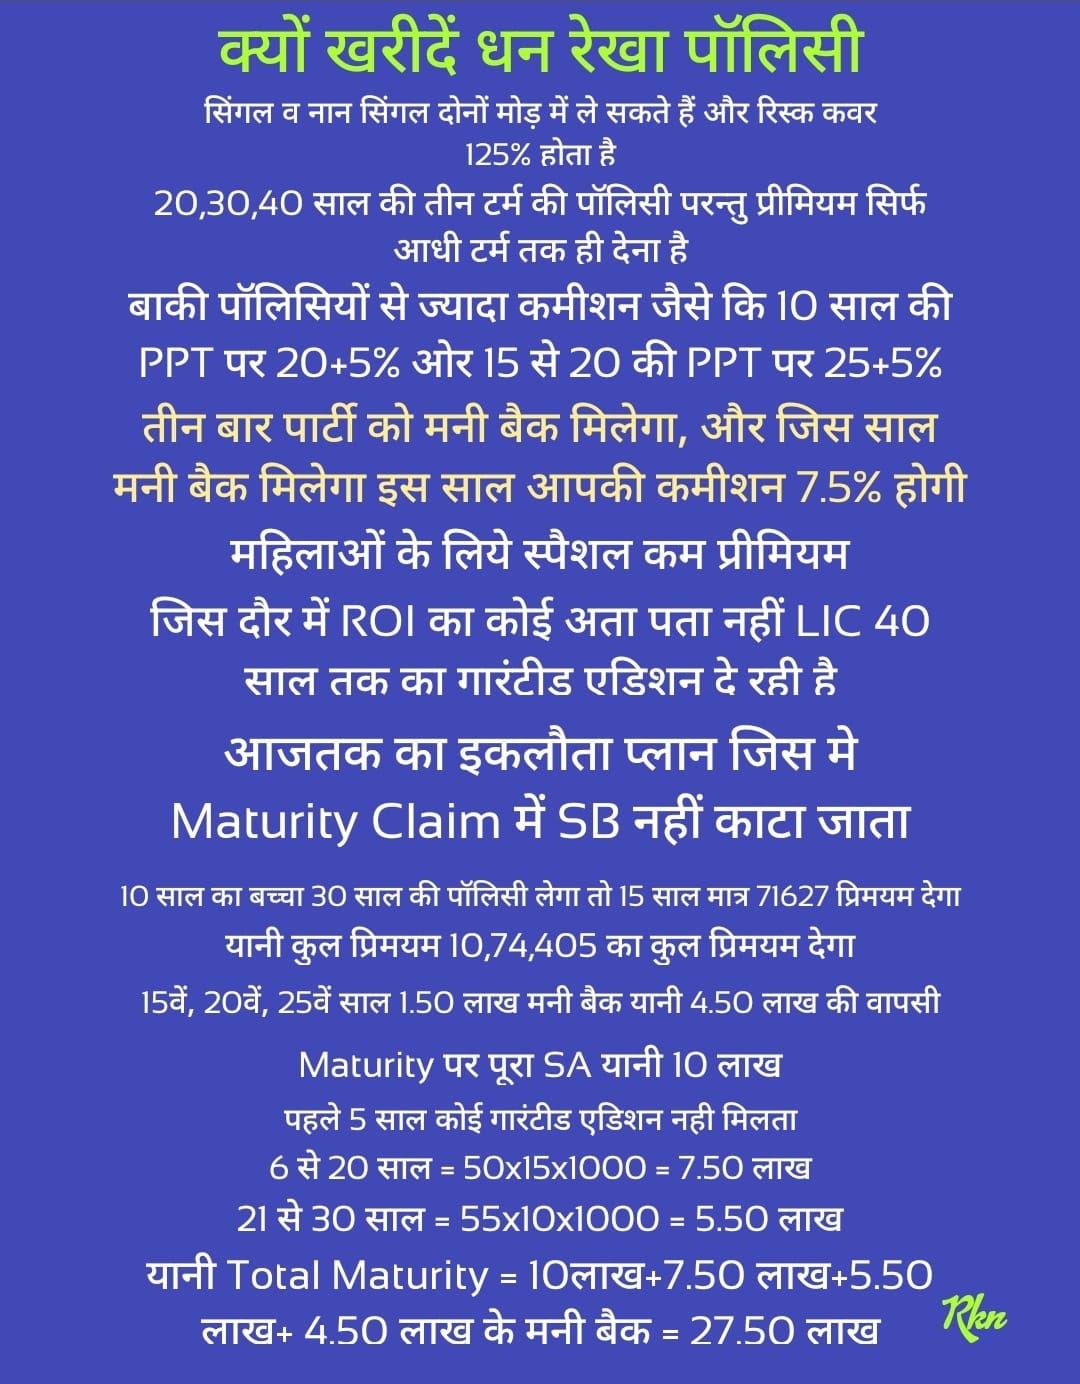 क्यों खरीदें धन रेखा पॉलिसी
सिंगल व नान सिंगल दोनों मोड़ में ले सकते हैं और रिस्क कवर
125% होता है
20,30,40 साल की तीन टर्म की पॉलिसी परन्तु प्रीमियम सिर्फ
आधी टर्म तक ही देना है
बाकी पॉलिसियों से ज्यादा कमीशन जैसे कि 10 साल की
PPT पर 20+5% ओर 15 से 20 की PPT पर 25+5%
तीन बार पार्टी को मनी बैक मिलेगा, और जिस साल
मनी बैक मिलेगा इस साल आपकी कमीशन 7.5% होगी
महिलाओं के लिये स्पैशल कम प्रीमियम
जिस दौर में ROI का कोई अता पता नहीं LIC 40
साल तक का गारंटीड एडिशन दे रही है
आजतक का इकलौता प्लान जिस मे
Maturity Claim में SB नहीं काटा जाता
10 साल का बच्चा 30 साल की पॉलिसी लेगा तो 15 साल मात्र 71627 प्रिमयम देगा
यानी कुल प्रिमयम 10,74,405 का कुल प्रिमयम देगा
15वें, 20वें, 25वें साल 1.50 लाख मनी बैक यानी 4.50 लाख की वापसी
Maturity पर पूरा SA यानी 10 लाख
पहले 5 साल कोई गारंटीड एडिशन नही मिलता
6 से 20 साल = 50x15x1000 = 7.50 लाख
21 से 30 साल = 55x10x1000 = 5.50 लाख
यानी Total Maturity = 10लाख+7.50 लाख+5.50
लाख+ 4.50 लाख के मनी बैक = 27.50 लाख
Rkn